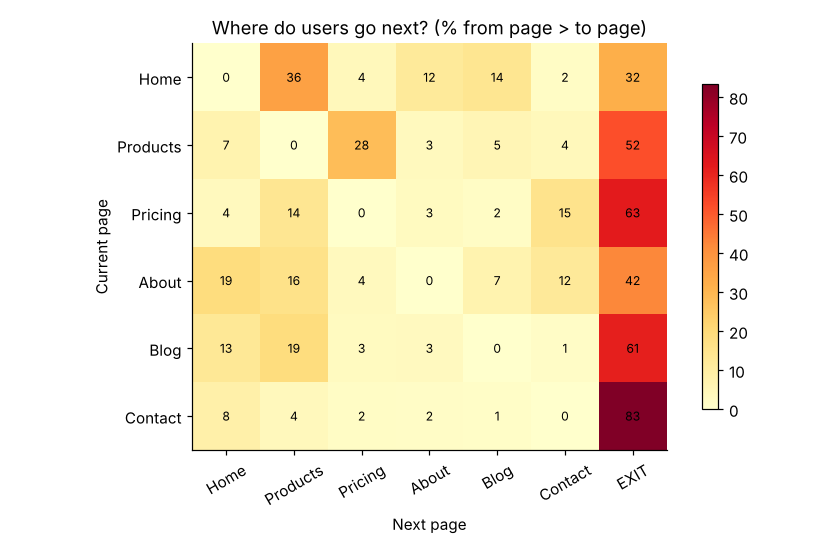 Where do users go next? (% from page > to page)
Home 0 36 4 12 14 2 32
Products 7 0 28 3 5 4 52
Pricing 4 14 0 3 2 15 63
About 19 16 4 0 7 12 42
Blog 13 19 3 3 0 1 61
Contact 8 4 2 2 1 0 83
Home Products Pricing About Blog Contact EXIT
Next page
Current page
80
70
60
50
40
30
20
10
0